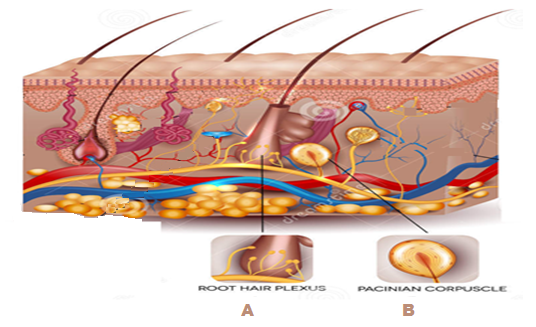 ROOT HAIR PLEXUS
PACINIAN CORPUSCLE
A
B